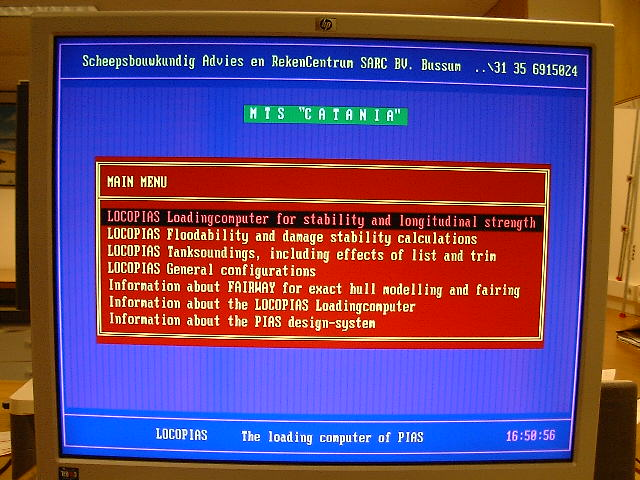 hp
Scheepsbouwkundig Advies en RekenCentrum SARC BV. Bussum ..\31 35 6915024
MTS "CATANIA"
MAIN MENU
LOCOPIAS Loadingcomputer for stability and longitudinal strength
LOCOPIAS Floodability and damage stability calculations
LOCOPIAS Tanksoundings, including effects of list and trim
LOCOPIAS General configurations
Information about FAIRWAY for exact hull modelling and fairing
Information about the LOCOPIAS Loadingcomputer
Information about the PIAS design-system
LOCOPIAS The loading computer of PIAS 16:50:56